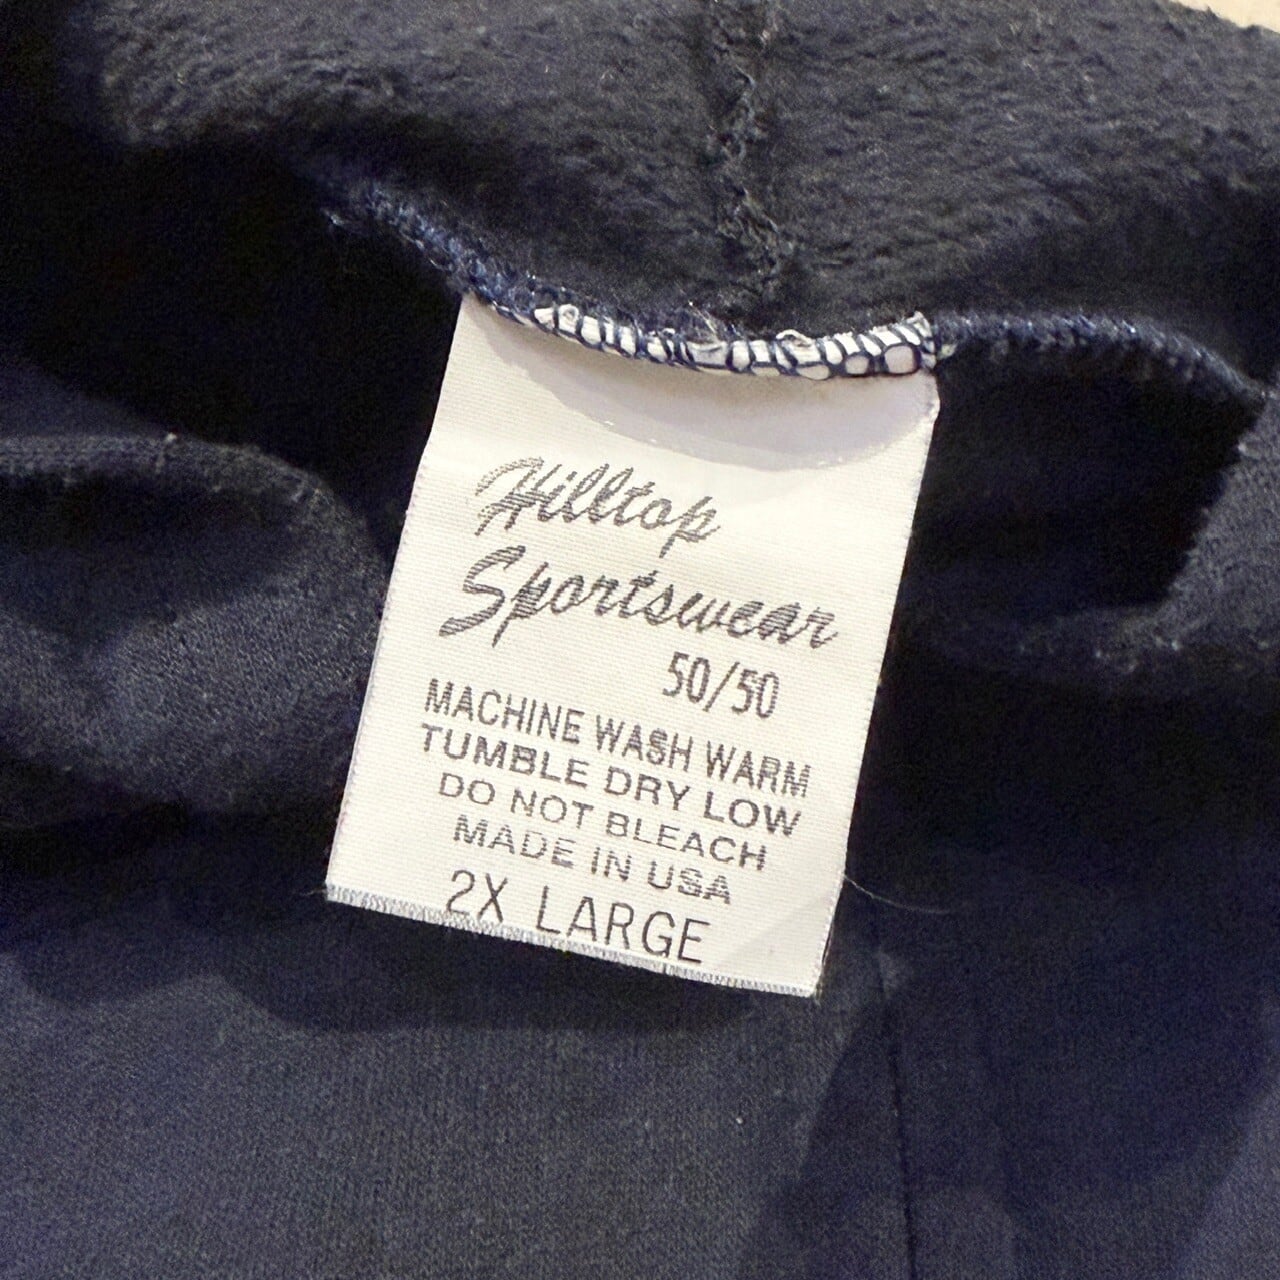 Hilltop
Sportswear
50/50
MACHINE WASH WARM
TUMBLE DRY LOW
DO NOT BLEACH
MADE IN USA
2X LARGE